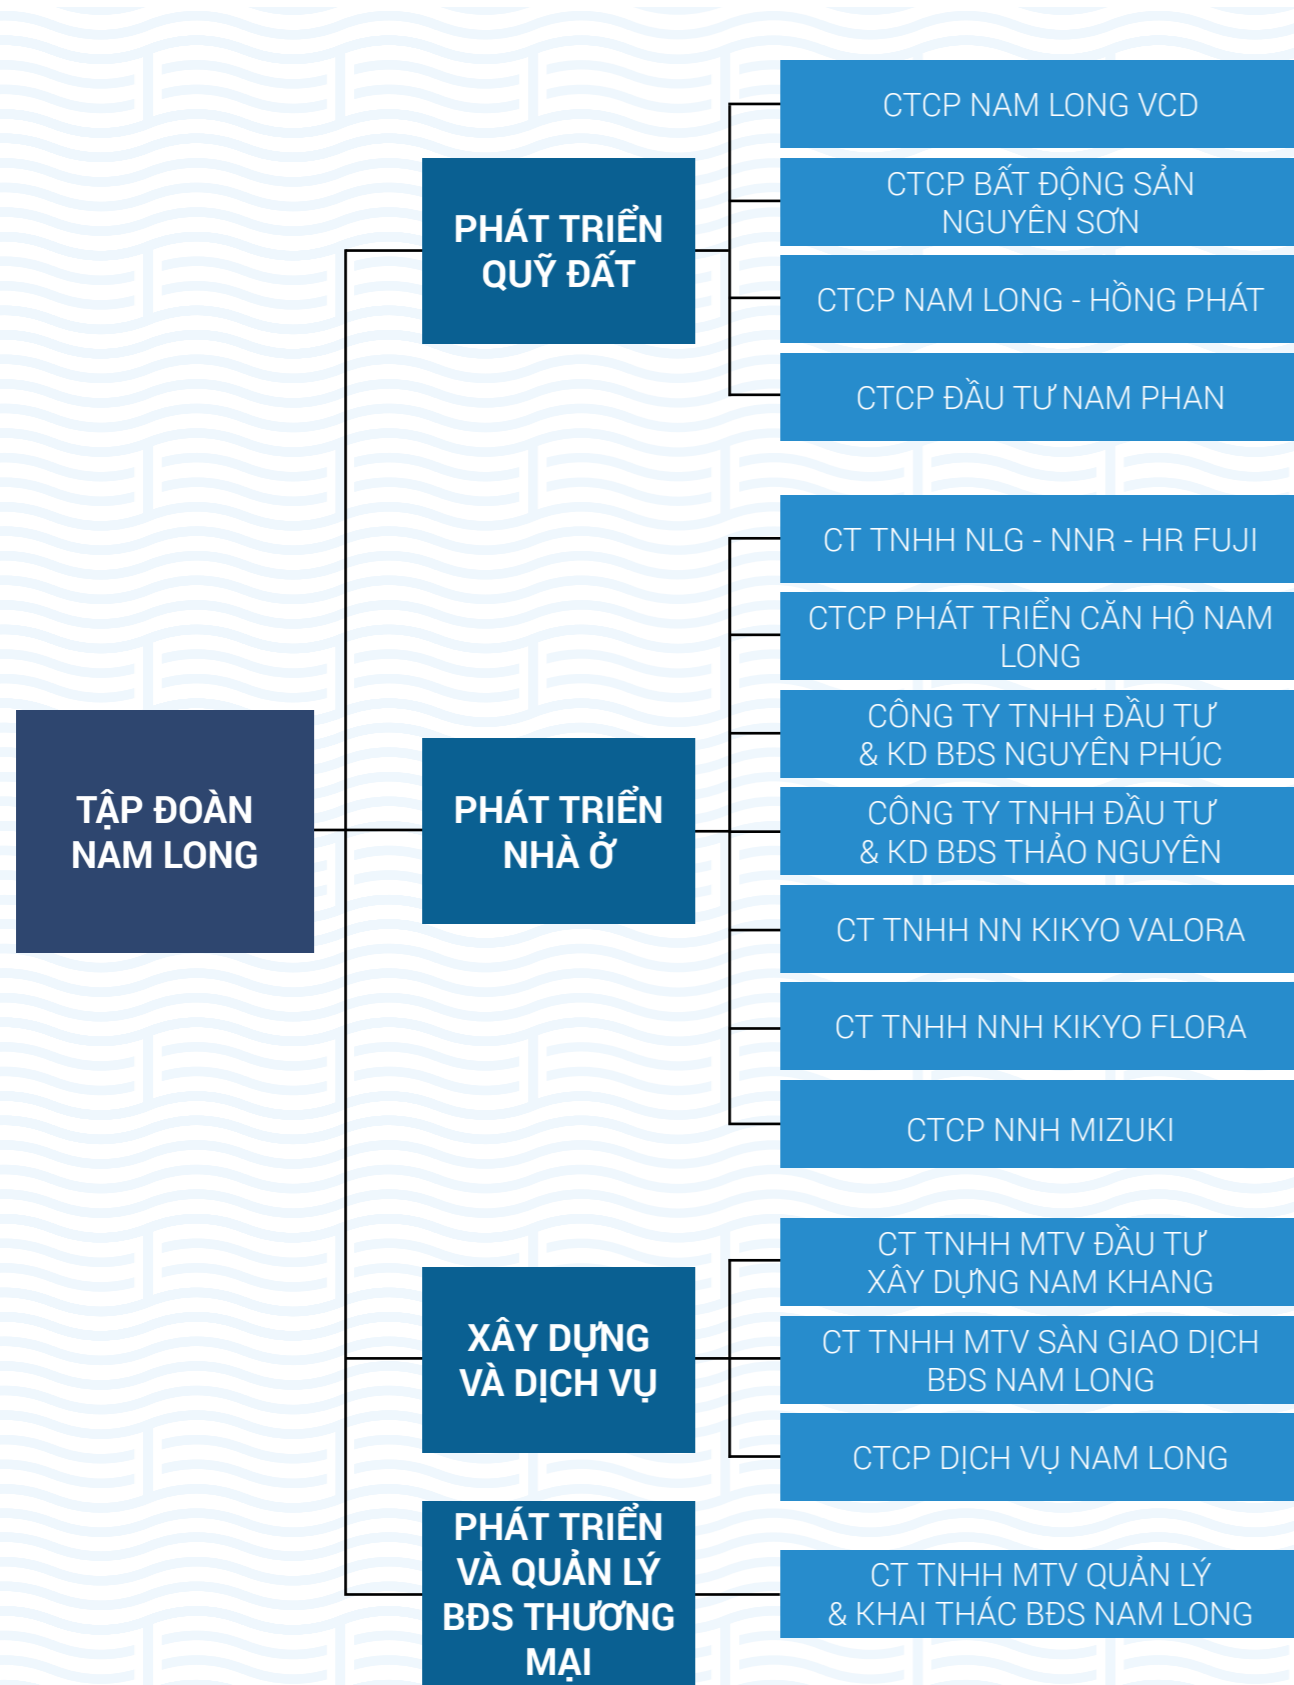 TẬP ĐOÀN
NAM LONG
PHÁT TRIỂN
QUỸ ĐẤT
CTCP NAM LONG VCD
CTCP BẤT ĐỘNG SẢN
NGUYÊN SƠN
CTCP NAM LONG - HỒNG PHÁT
CTCP ĐẦU TƯ NAM PHAN
PHÁT TRIỂN
NHÀ Ở
CT TNHH NLG - NNR - HR FUJI
CTCP PHÁT TRIỂN CĂN HỘ NAM
LONG
CÔNG TY TNHH ĐẦU TƯ
& KD BĐS NGUYÊN PHÚC
CÔNG TY TNHH ĐẦU TƯ
& KD BĐS THẢO NGUYÊN
CT TNHH NN KIKYO VALORA
CT TNHH NNH KIKYO FLORA
CTCP NNH MIZUKI
XÂY DỰNG
VÀ DỊCH VỤ
CT TNHH MTV ĐẦU TƯ
XÂY DỰNG NAM KHANG
CT TNHH MTV SÀN GIAO DỊCH
BĐS NAM LONG
CTCP DỊCH VỤ NAM LONG
PHÁT TRIỂN
VÀ QUẢN LÝ
BĐS THƯƠNG
MẠI
CT TNHH MTV QUẢN LÝ
& KHAI THÁC BĐS NAM LONG